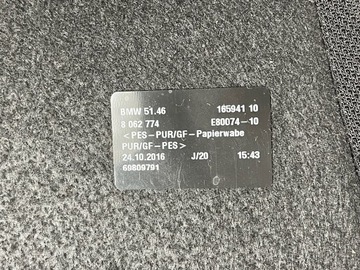 BMW 51.46 165941 10
8 062 774 E80074-10
<PES-PUR/GF-Papierwabe
PUR/GF-PES>
24.10.2016 J/20 15:43
69809791